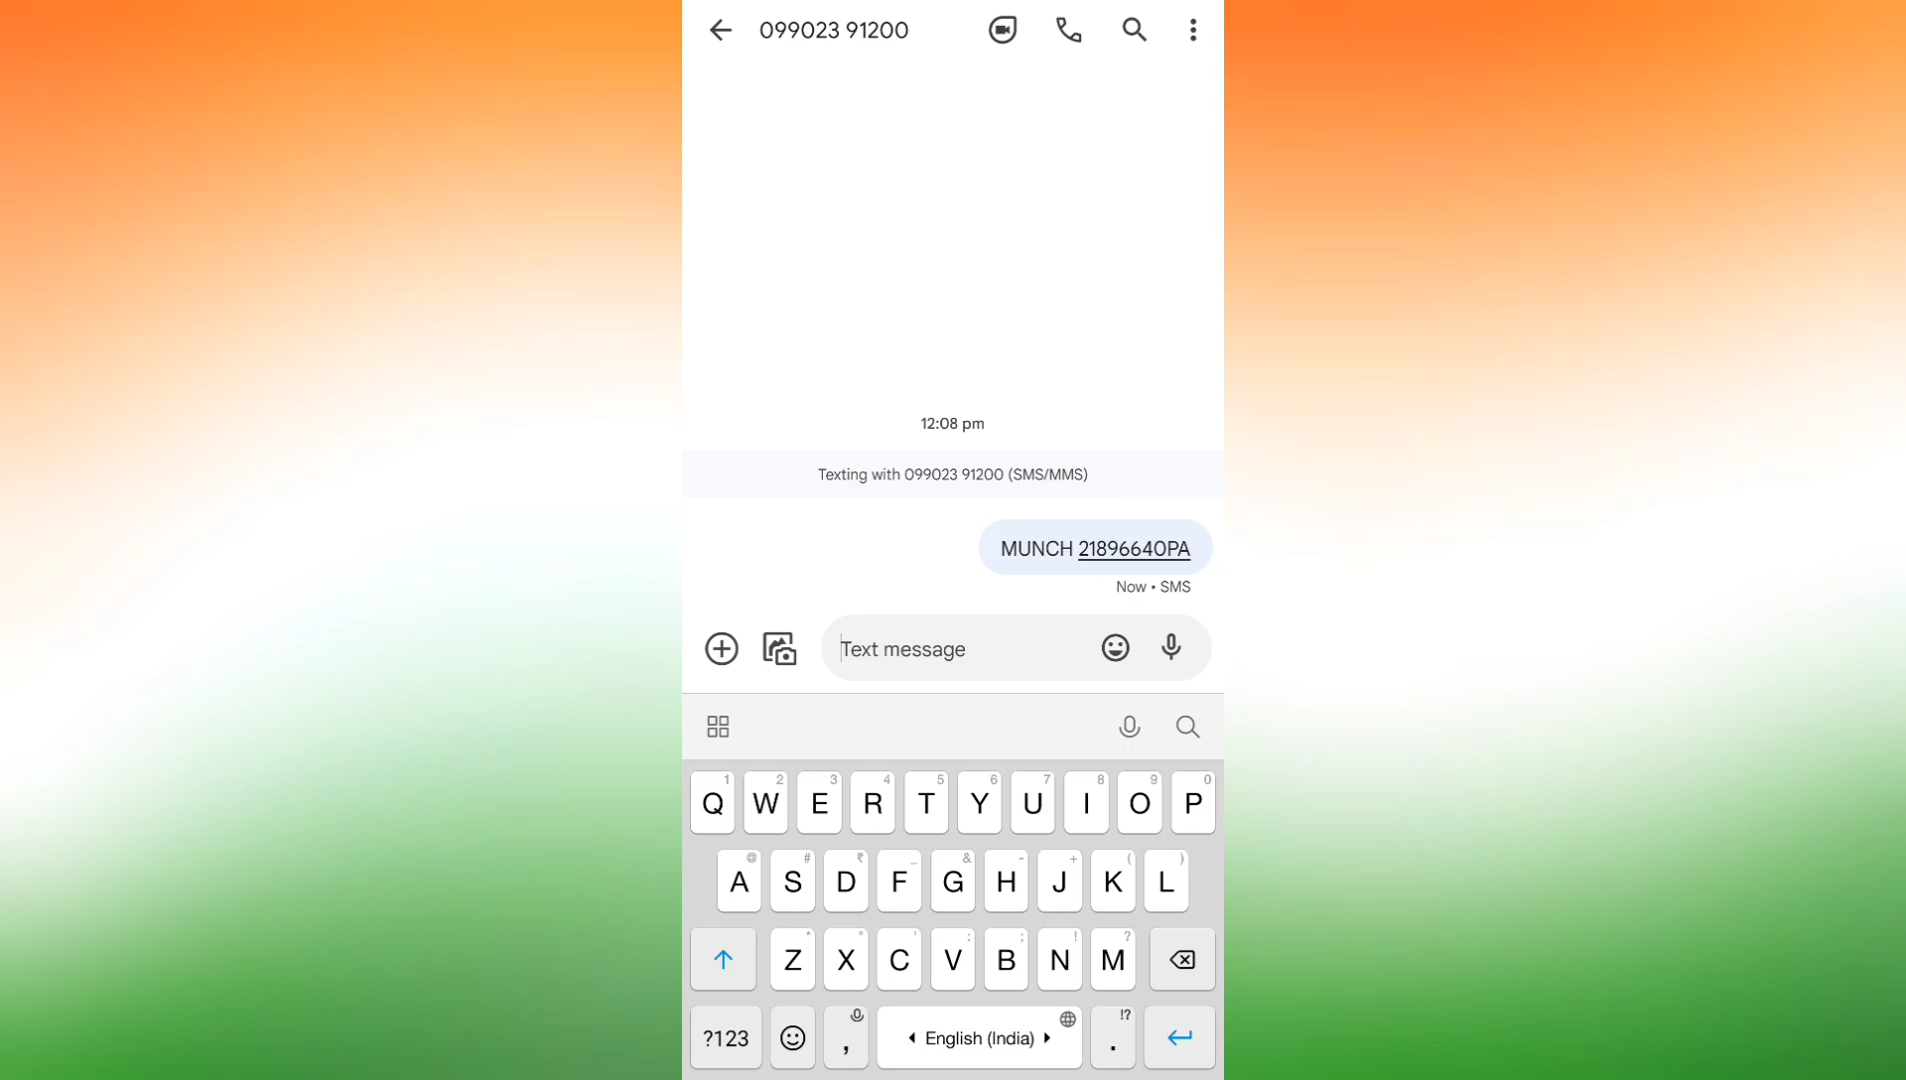 099023 91200
12:08 pm
Texting with 099023 91200 (SMS/MMS)
MUNCH 21896640PA
Now • SMS
Text message
1 2 3 4 5 6 7 8 9 0
Q W E R T Y U I O P
@ # ₹ _ & - + ( )
A S D F G H J K L
* " ' : ; ! ?
Z X C V B N M
!?
?123 , English (India) .